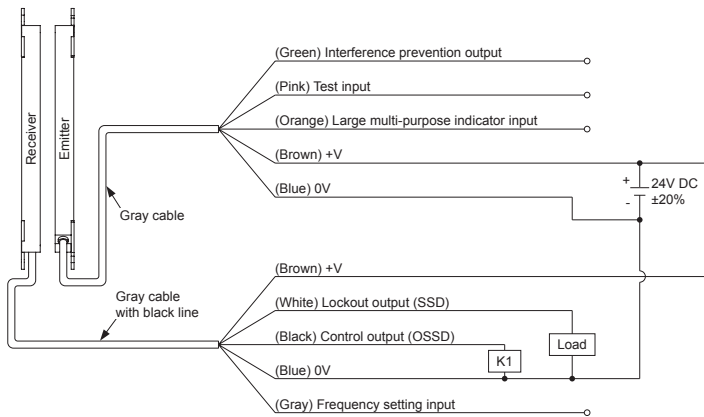 Receiver
Emitter
(Green) Interference prevention output
(Pink) Test input
(Orange) Large multi-purpose indicator input
(Brown) +V
(Blue) 0V
+
-
24V DC
±20%
Gray cable
Gray cable
with black line
(Brown) +V
(White) Lockout output (SSD)
(Black) Control output (OSSD)
(Blue) 0V
(Gray) Frequency setting input
K1
Load